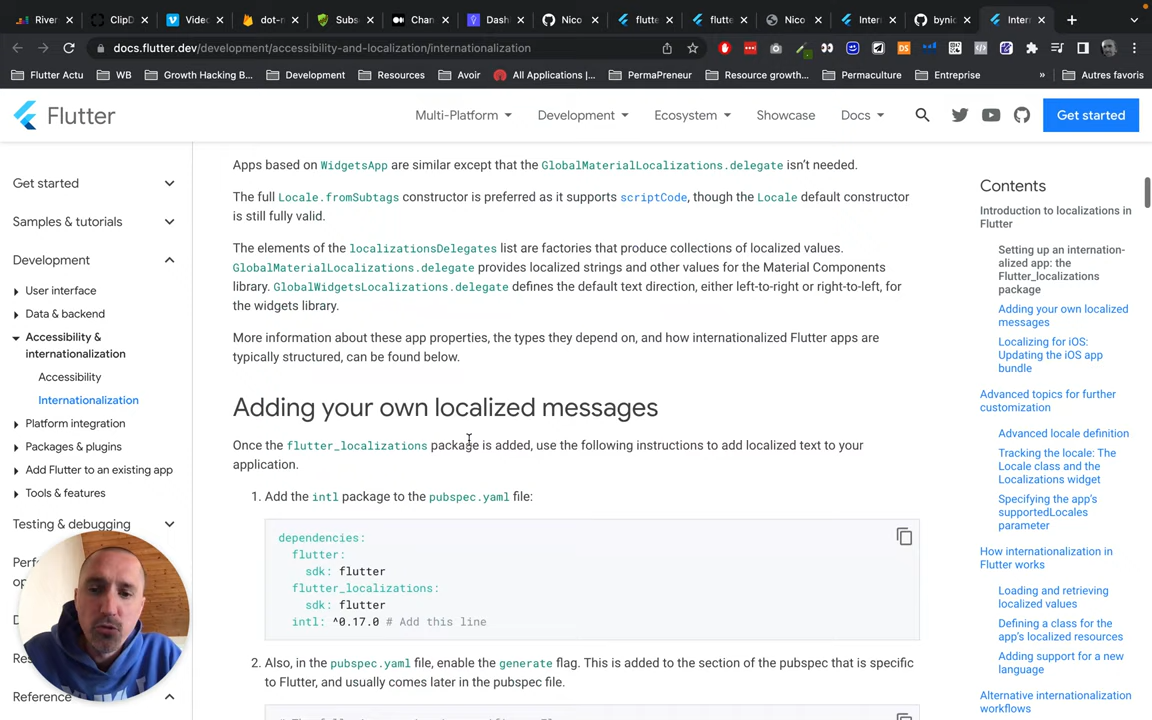 River
ClipD
Video
dot-n
Subs
Chan
Dash
Nico
flutte
flutte
Nico
Intern
bynic
Intern
docs.flutter.dev/development/accessibility-and-localization/internationalization
Flutter Actu
WB
Growth Hacking B...
Development
Resources
Avoir
All Applications |...
PermaPreneur
Resource growth...
Permaculture
Entreprise
»
Autres favoris
Flutter
Multi-Platform
Development
Ecosystem
Showcase
Docs
Get started
Get started
Samples & tutorials
Development
User interface
Data & backend
Accessibility &
internationalization
Accessibility
Internationalization
Platform integration
Packages & plugins
Add Flutter to an existing app
Tools & features
Testing & debugging
Perf
Reference
Apps based on WidgetsApp are similar except that the GlobalMaterialLocalizations.delegate isn’t needed.
The full Locale.fromSubtags constructor is preferred as it supports scriptCode, though the Locale default constructor
is still fully valid.
The elements of the localizationsDelegates list are factories that produce collections of localized values.
GlobalMaterialLocalizations.delegate provides localized strings and other values for the Material Components
library. GlobalWidgetsLocalizations.delegate defines the default text direction, either left-to-right or right-to-left, for
the widgets library.
More information about these app properties, the types they depend on, and how internationalized Flutter apps are
typically structured, can be found below.
Adding your own localized messages
Once the flutter_localizations package is added, use the following instructions to add localized text to your
application.
1. Add the intl package to the pubspec.yaml file:
dependencies:
flutter:
sdk: flutter
flutter_localizations:
sdk: flutter
intl: ^0.17.0 # Add this line
2. Also, in the pubspec.yaml file, enable the generate flag. This is added to the section of the pubspec that is specific
to Flutter, and usually comes later in the pubspec file.
Contents
Introduction to localizations in
Flutter
Setting up an internation-
alized app: the
Flutter_localizations
package
Adding your own localized
messages
Localizing for iOS:
Updating the iOS app
bundle
Advanced topics for further
customization
Advanced locale definition
Tracking the locale: The
Locale class and the
Localizations widget
Specifying the app’s
supportedLocales
parameter
How internationalization in
Flutter works
Loading and retrieving
localized values
Defining a class for the
app’s localized resources
Adding support for a new
language
Alternative internationalization
workflows